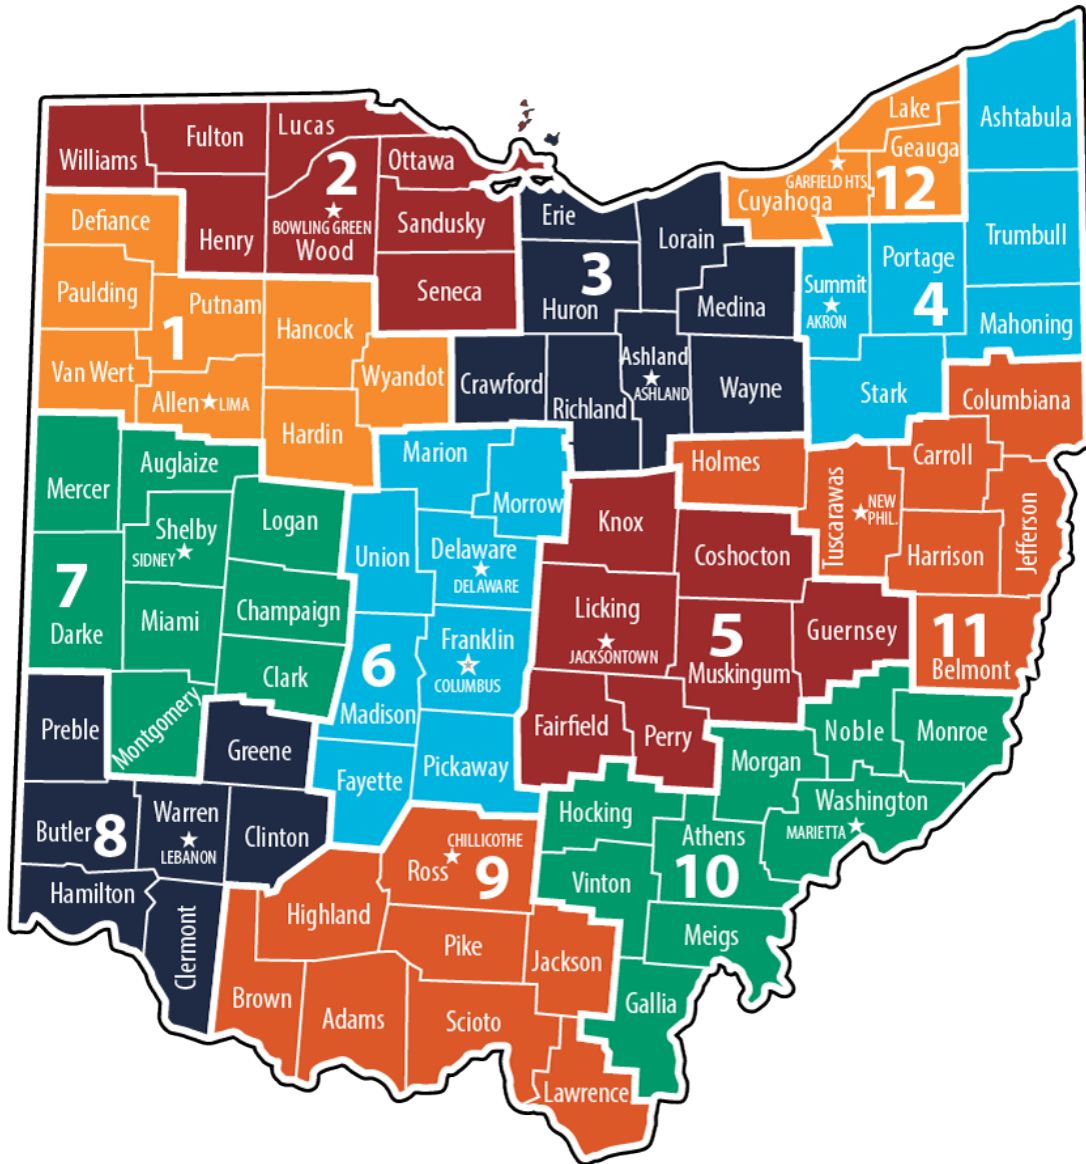 Williams
Fulton
Lucas
Ottawa
2
BOWLING GREEN
Wood
Henry
Sandusky
Seneca
Defiance
Paulding
Putnam
1
Van Wert
Allen
LIMA
Hancock
Wyandot
Hardin
Erie
Lorain
3
Huron
Medina
Crawford
Richland
Ashland
ASHLAND
Wayne
Lake
Geauga
GARFIELD HTS.
Cuyahoga
12
Ashtabula
Trumbull
Portage
Summit
AKRON
4
Mahoning
Stark
Columbiana
Carroll
Holmes
Tuscarawas
NEW
PHIL.
Harrison
Jefferson
11
Belmont
Mercer
Auglaize
Shelby
SIDNEY
Logan
7
Darke
Miami
Champaign
Clark
Montgomery
Marion
Morrow
Union
Delaware
DELAWARE
Franklin
COLUMBUS
6
Madison
Fayette
Pickaway
Knox
Coshocton
Licking
JACKSONTOWN
5
Muskingum
Guernsey
Fairfield
Perry
Preble
Greene
Butler
8
Warren
LEBANON
Clinton
Hamilton
Clermont
CHILLICOTHE
Ross
9
Highland
Pike
Jackson
Brown
Adams
Scioto
Lawrence
Noble
Monroe
Morgan
Washington
MARIETTA
Hocking
Athens
10
Vinton
Meigs
Gallia